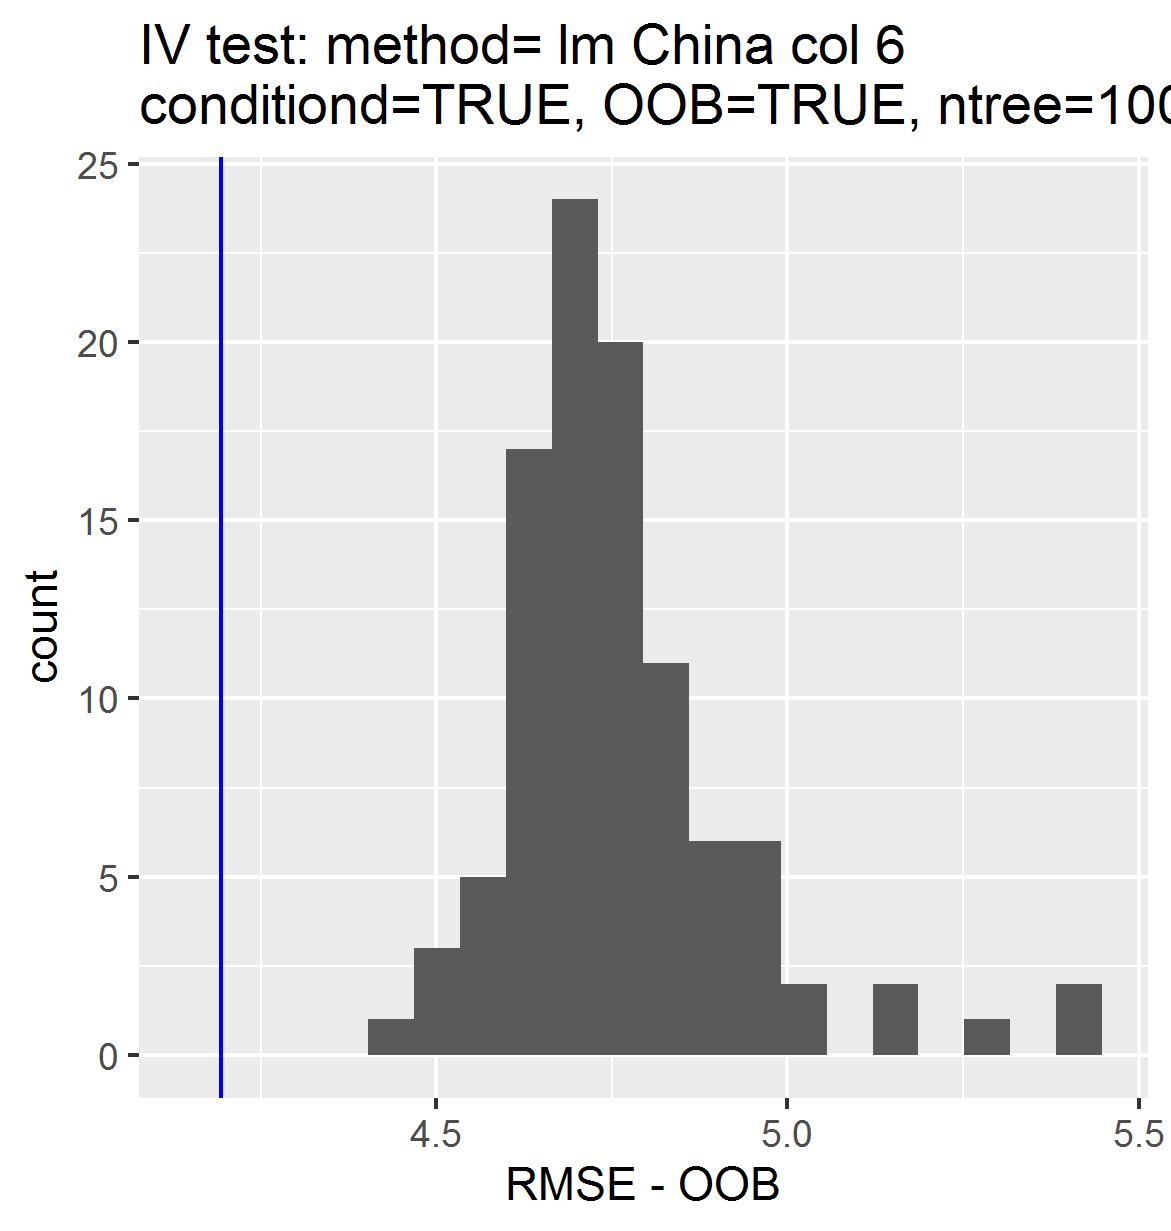 IV test: method= lm China col 6
conditiond=TRUE, OOB=TRUE, ntree=100
25
20
15
10
5
0
count
4.5
5.0
5.5
RMSE - OOB